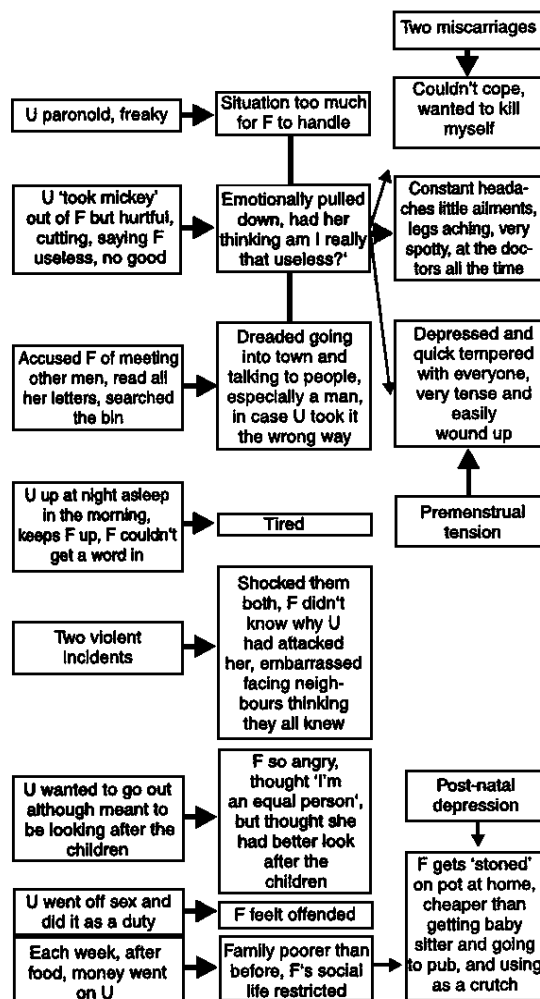 Two miscarriages
Couldn't cope,
wanted to kill
myself
U paronoid, freaky
Situation too much
for F to handle
U 'took mickey'
out of F but hurtful,
cutting, saying F
useless, no good
Emotionally pulled
down, had her
thinking am I really
that useless?'
Constant heada-
ches little ailments,
legs aching, very
spotty, at the doc-
tors all the time
Accused F of meeting
other men, read all
her letters, searched
the bin
Dreaded going
into town and
talking to people,
especially a man,
in case U took it
the wrong way
Depressed and
quick tempered
with everyone,
very tense and
easily
wound up
U up at night asleep
in the morning,
keeps F up, F couldn't
get a word in
Tired
Premenstrual
tension
Two violent
incidents
Shocked them
both, F didn't
know why U
had attacked
her, embarrassed
facing neigh-
bours thinking
they all knew
U wanted to go out
although meant to
be looking after the
children
F so angry,
thought 'I'm
an equal person',
but thought she
had better look
after the
children
Post-natal
depression
U went off sex and
did it as a duty
F feelt offended
F gets 'stoned'
on pot at home,
cheaper than
getting baby
sitter and going
to pub, and using
as a crutch
Each week, after
food, money went
on U
Family poorer than
before, F's social
life restricted